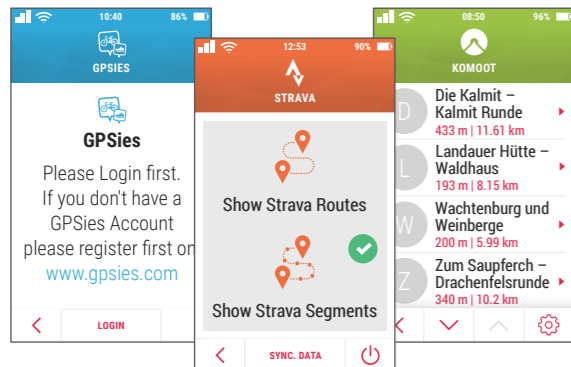 10:40
86%
GPSIES
GPSies
Please Login first.
If you don't have a
GPSies Account
please register first on
www.gpsies.com
LOGIN
12:53
90%
STRAVA
Show Strava Routes
Show Strava Segments
SYNC. DATA
08:50
96%
KOMOOT
D
Die Kalmit –
Kalmit Runde
433 m | 11.61 km
L
Landauer Hütte –
Waldhaus
193 m | 8.15 km
W
Wachtenburg und
Weinberge
200 m | 5.99 km
Z
Zum Saupferch –
Drachenfelsrunde
340 m | 10.2 km